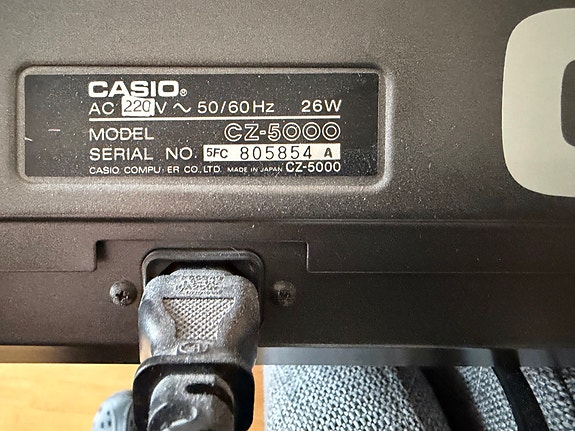 CASIO®
AC 220 V ~ 50/60Hz 26W
MODEL CZ-5000
SERIAL NO. 5FC 805854 A
CASIO COMPU ER CO.,LTD. MADE IN JAPAN CZ-5000